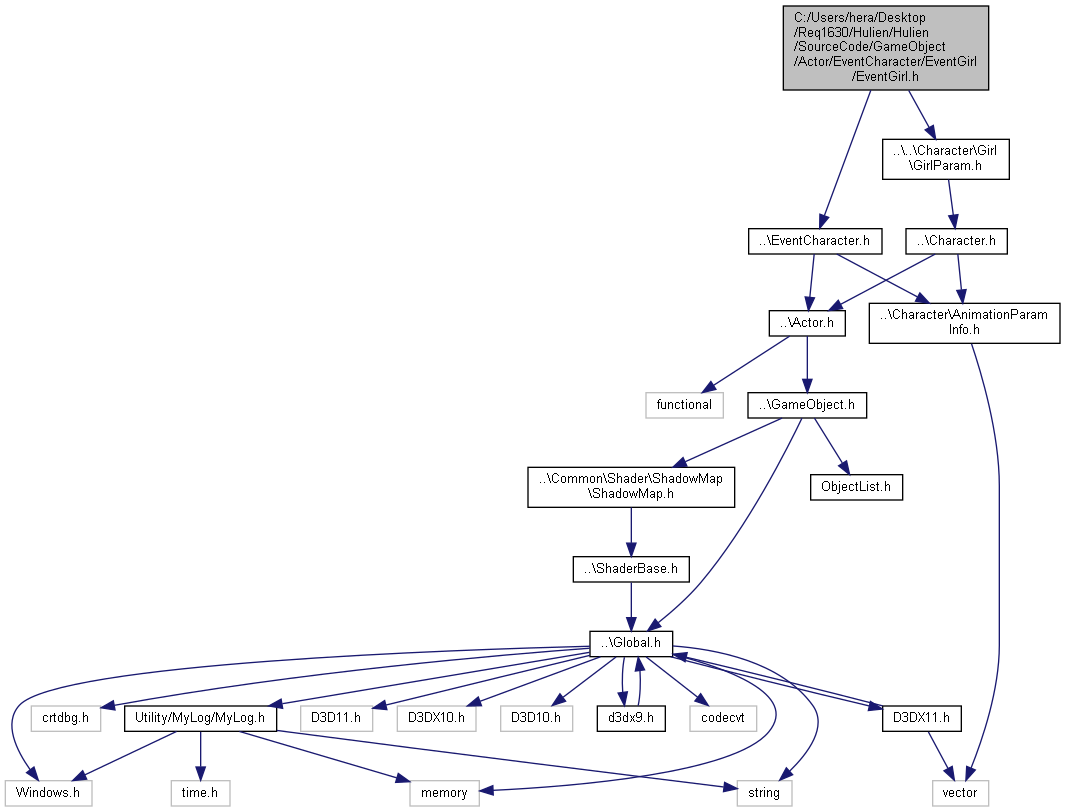 C:/Users/hera/Desktop
/Req1630/Hulien/Hulien
/SourceCode/GameObject
/Actor/EventCharacter/EventGirl
/EventGirl.h
..\..\Character\Girl
\GirlParam.h
..\EventCharacter.h
..\Character.h
..\Actor.h
..\Character\AnimationParam
Info.h
functional
..\GameObject.h
..\Common\Shader\ShadowMap
\ShadowMap.h
ObjectList.h
..\ShaderBase.h
..\Global.h
crtdbg.h
Utility/MyLog/MyLog.h
D3D11.h
D3DX10.h
D3D10.h
d3dx9.h
codecvt
D3DX11.h
Windows.h
time.h
memory
string
vector